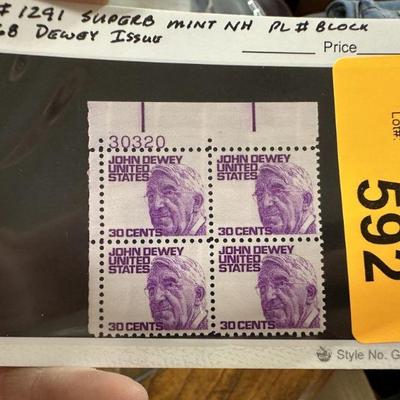 # 1291 SUPERB MINT NH PL # BLOCK
68 DEWEY ISSUE
Price
Lot#:
592
30320
JOHN DEWEY
UNITED
STATES
30 CENTS
JOHN DEWEY
UNITED
STATES
30 CENTS
JOHN DEWEY
UNITED
STATES
30 CENTS
JOHN DEWEY
UNITED
STATES
30 CENTS
Style No. G